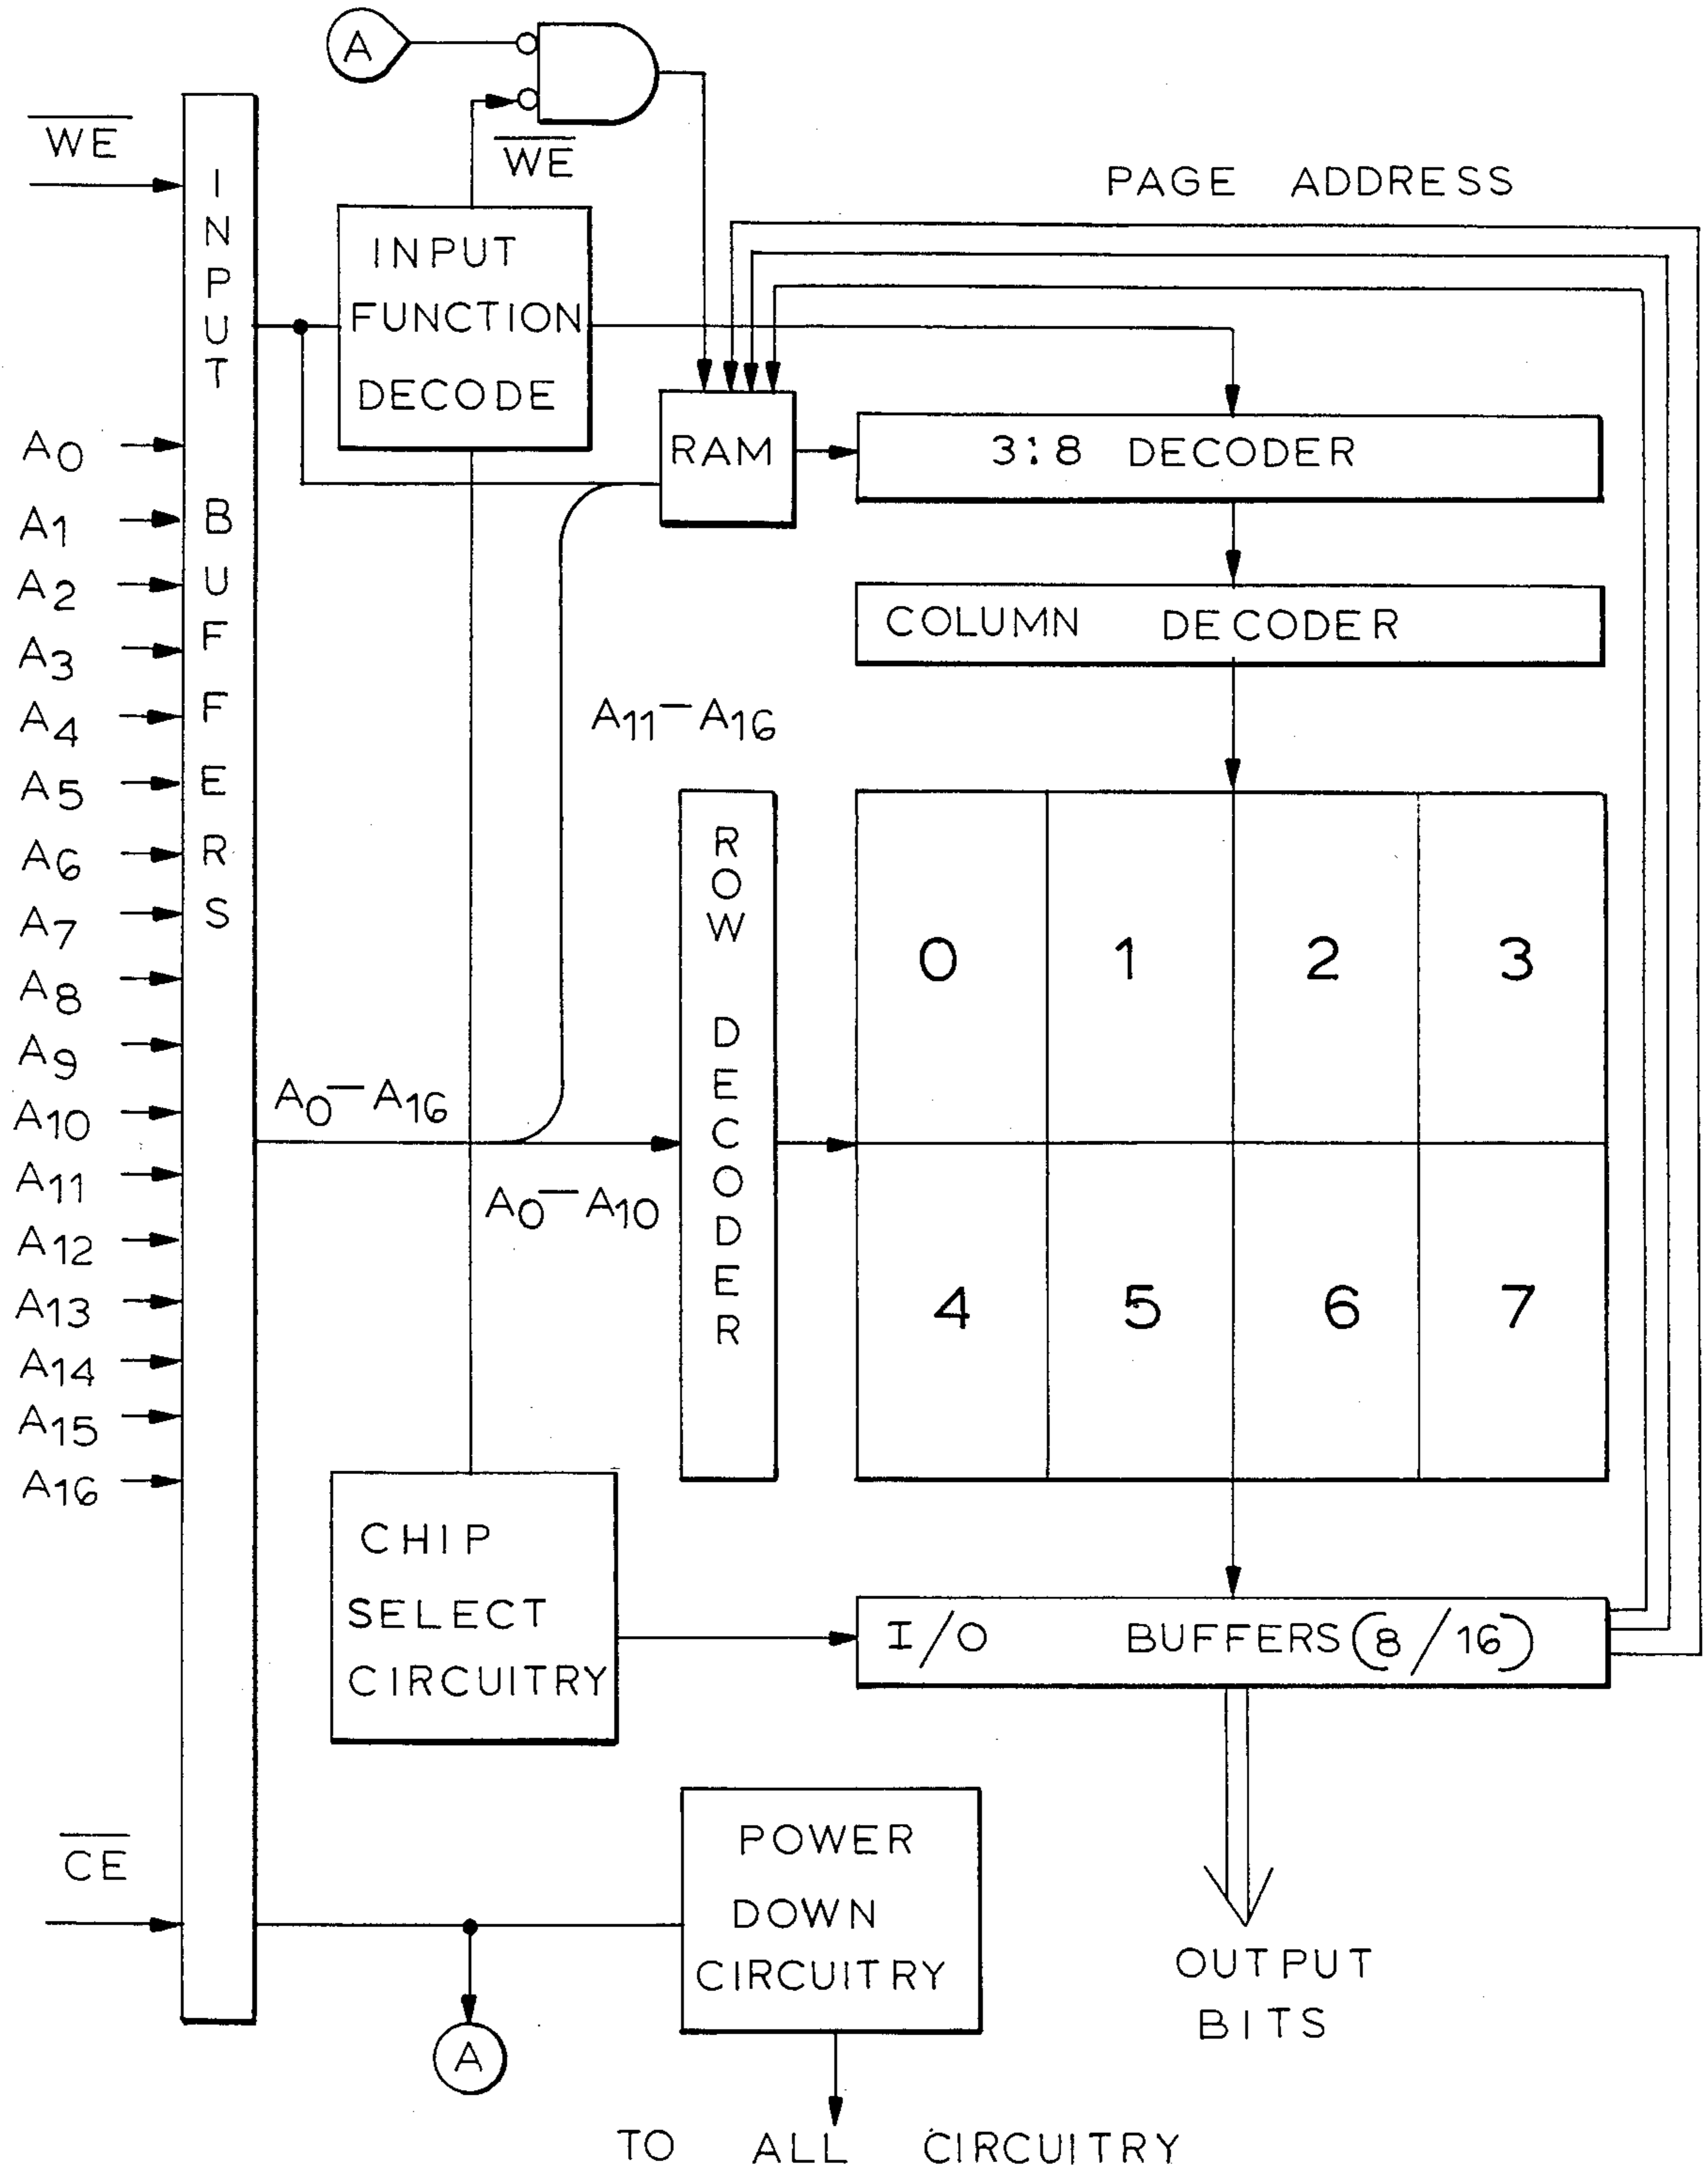 A
WE
WE
PAGE ADDRESS
INPUT BUFFERS
INPUT
FUNCTION
DECODE
RAM
3:8 DECODER
COLUMN DECODER
A0
A1
A2
A3
A4
A5
A6
A7
A8
A9
A10
A11
A12
A13
A14
A15
A16
A11–A16
A0–A16
A0–A10
ROW DECODER
0 1 2 3
4 5 6 7
CHIP
SELECT
CIRCUITRY
I/O BUFFERS (8/16)
CE
POWER
DOWN
CIRCUITRY
A
OUTPUT
BITS
TO ALL CIRCUITRY